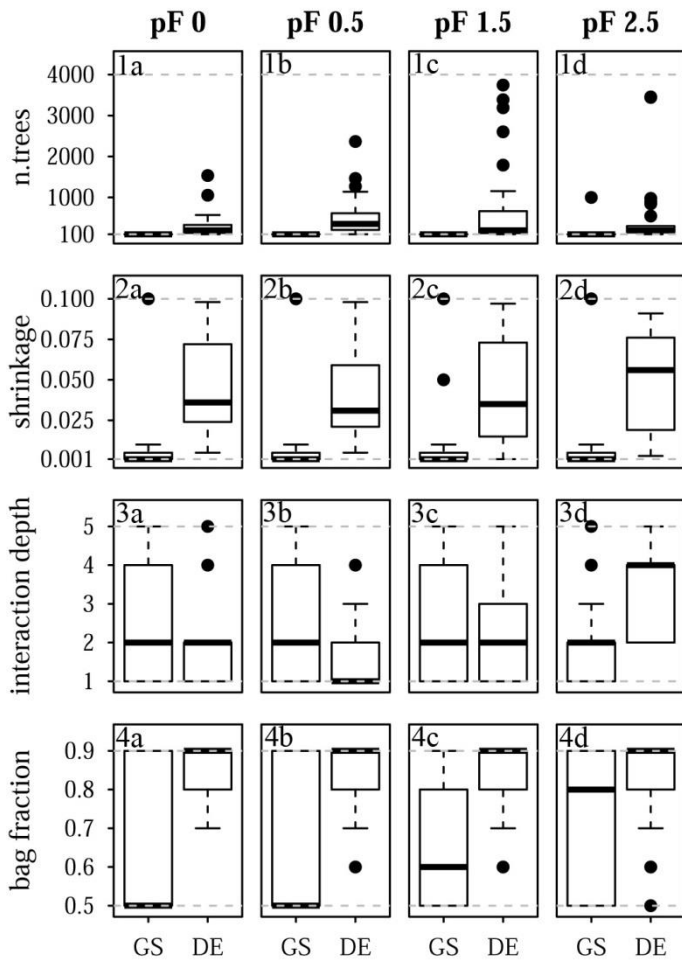 pF 0 pF 0.5 pF 1.5 pF 2.5
n.trees
4000
3000
2000
1000
100
1a 1b 1c 1d
shrinkage
0.100
0.075
0.050
0.025
0.001
2a 2b 2c 2d
interaction depth
5
4
3
2
1
3a 3b 3c 3d
bag fraction
0.9
0.8
0.7
0.6
0.5
4a 4b 4c 4d
GS DE GS DE GS DE GS DE